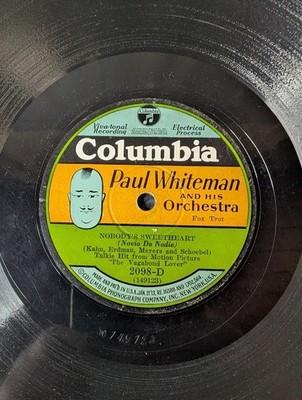 Viva-tonal Recording
Electrical Process
Columbia
Paul Whiteman
AND HIS
Orchestra
Fox Trot
NOBODY'S SWEETHEART
(Novia De Nadie)
(Kahn, Erdman, Meyers and Schoebel)
Talkie Hit from Motion Picture
"The Vagabond Lover"
2098-D
(149123)
COLUMBIA PHONOGRAPH COMPANY, INC. NEW YORK, U.S.A.